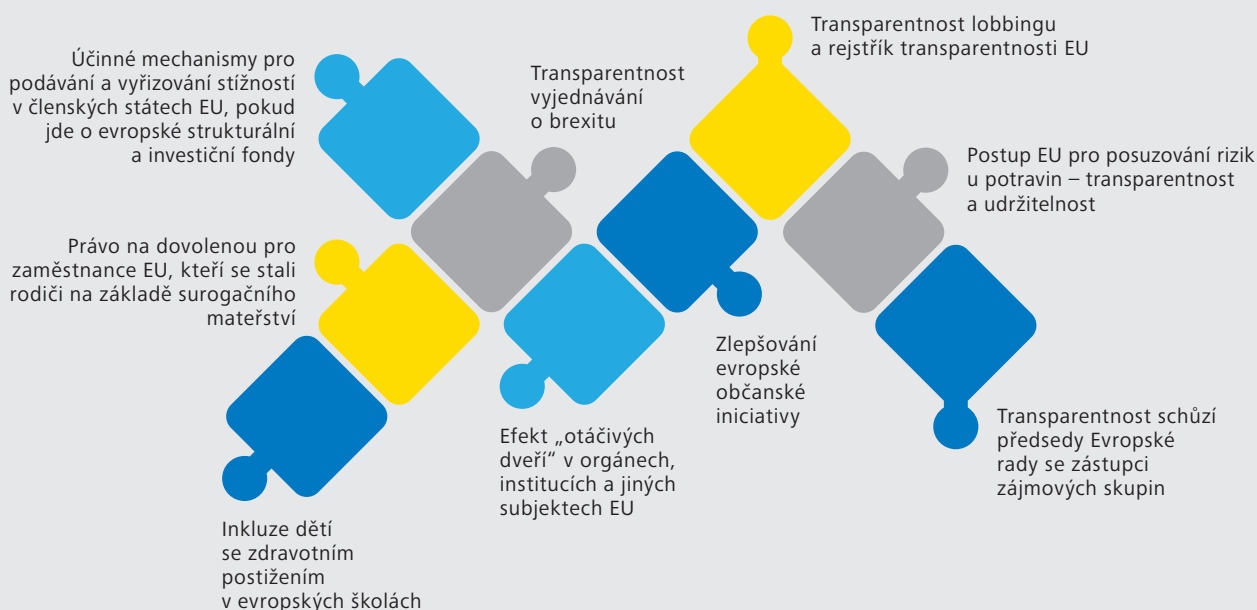 Účinné mechanismy pro
podávání a vyřizování stížností
v členských státech EU, pokud
jde o evropské strukturální
a investiční fondy
Transparentnost
vyjednávání
o brexitu
Transparentnost lobbingu
a rejstřík transparentnosti EU
Postup EU pro posuzování rizik
u potravin – transparentnost
a udržitelnost
Právo na dovolenou pro
zaměstnance EU, kteří se stali
rodiči na základě surogačního
mateřství
Zlepšování
evropské
občanské
iniciativy
Transparentnost schůzí
předsedy Evropské
rady se zástupci
zájmových skupin
Efekt „otáčivých
dveří“ v orgánech,
institucích a jiných
subjektech EU
Inkluze dětí
se zdravotním
postižením
v evropských školách